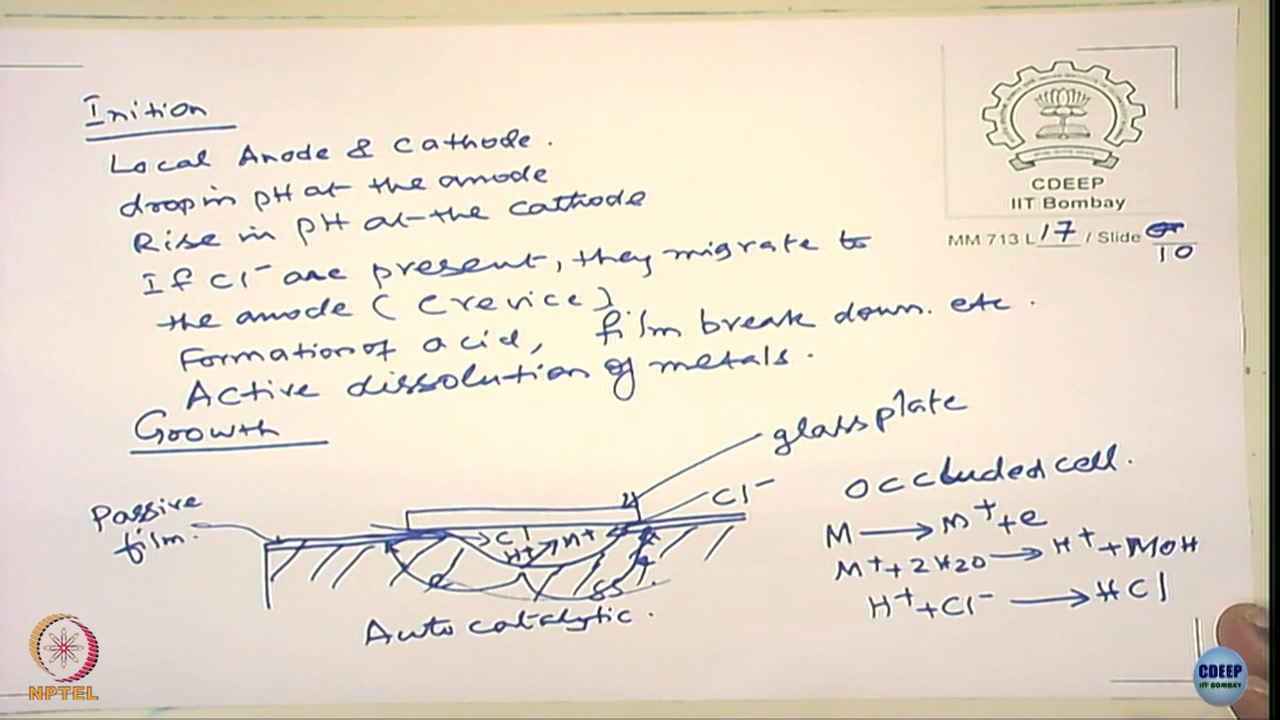 Inition
Local Anode & Cathode.
drop in pH at the anode
Rise in pH at the cathode
If Cl⁻ are present, they migrate to
the anode (Crevice)
Formation of acid, film break down. etc.
Active dissolution of metals.
Growth
CDEEP
IIT Bombay
MM 713 L 17 / Slide 10
glass plate
Cl⁻
Passive
film.
Cl
H⁺
M⁺
e
SS
Autocatalytic.
Occluded cell.
M → M⁺ + e
M⁺ + 2H2O → H⁺ + MOH
H⁺ + Cl⁻ → HCl
NPTEL
CDEEP
IIT BOMBAY